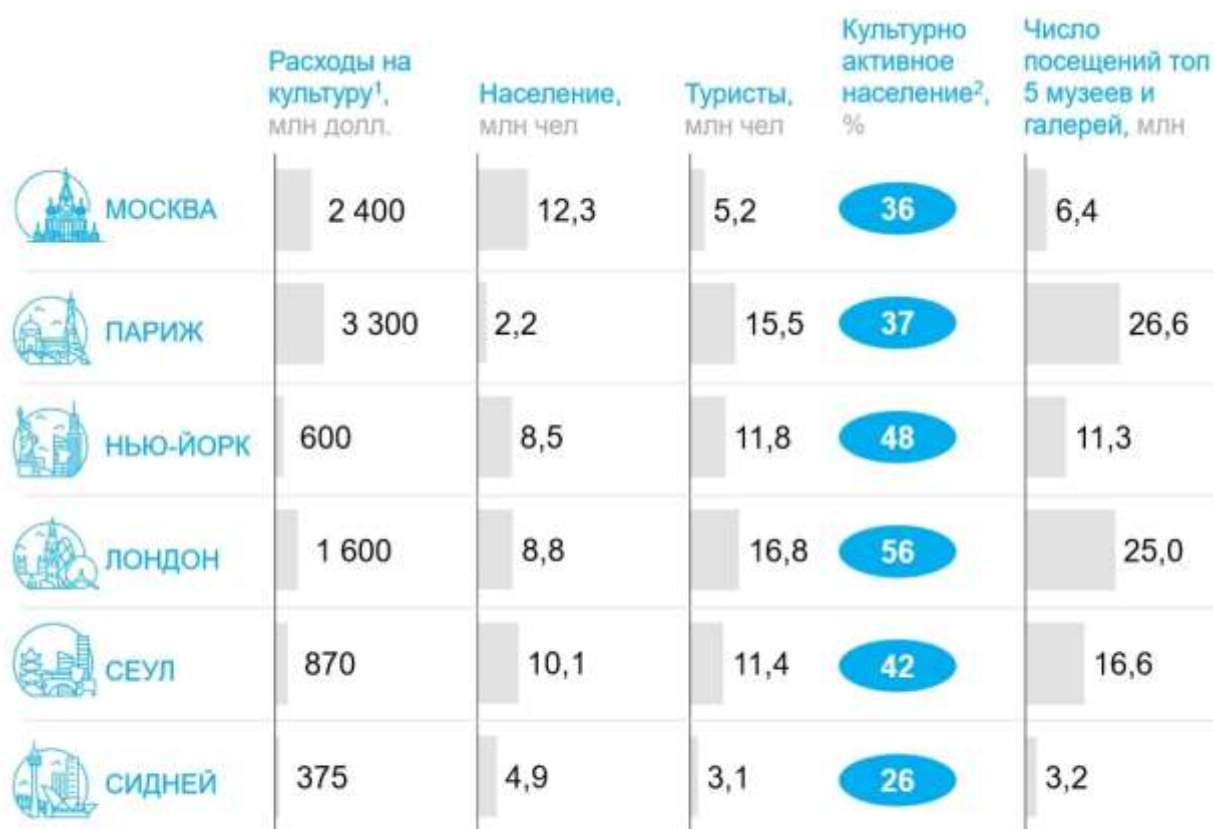 Расходы на
культуру¹,
млн долл.
Население,
млн чел
Туристы,
млн чел
Культурно
активное
население²,
%
Число
посещений топ
5 музеев и
галерей, млн
МОСКВА 2 400 12,3 5,2 36 6,4
ПАРИЖ 3 300 2,2 15,5 37 26,6
НЬЮ-ЙОРК 600 8,5 11,8 48 11,3
ЛОНДОН 1 600 8,8 16,8 56 25,0
СЕУЛ 870 10,1 11,4 42 16,6
СИДНЕЙ 375 4,9 3,1 26 3,2